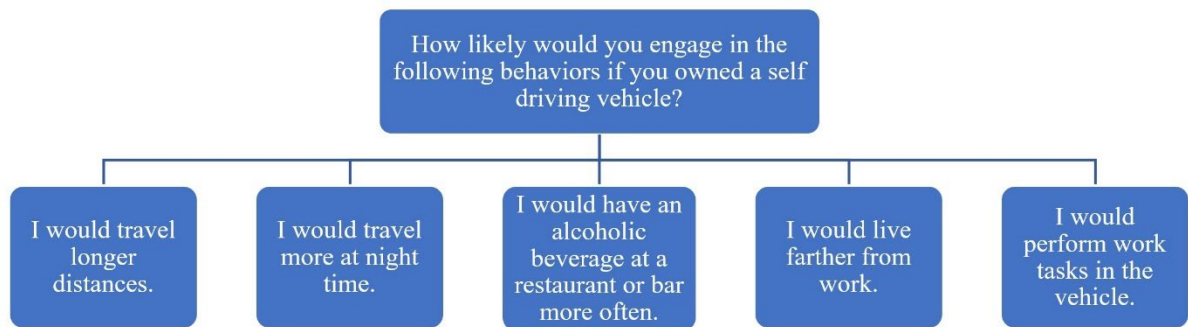 How likely would you engage in the
following behaviors if you owned a self
driving vehicle?
I would travel
longer
distances.
I would travel
more at night
time.
I would have an
alcoholic
beverage at a
restaurant or bar
more often.
I would live
farther from
work.
I would
perform work
tasks in the
vehicle.